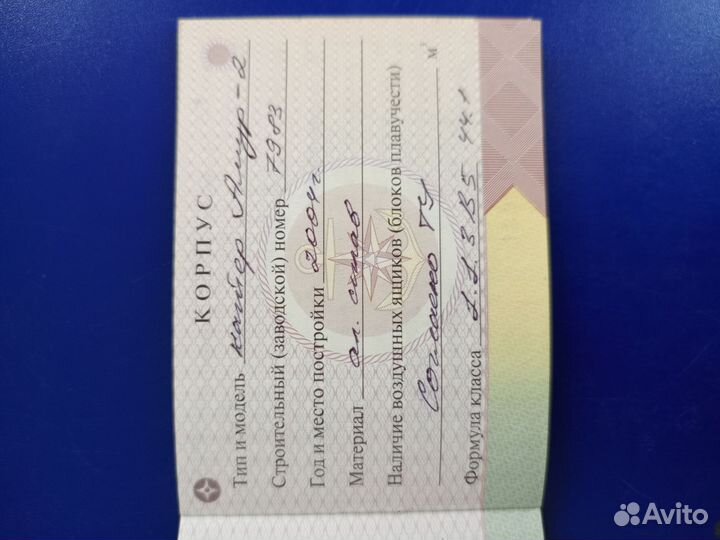 КОРПУС
Тип и модель катер Амур-2
Строительный (заводской) номер 7983
Год и место постройки 2004г.
Материал ал. сплав
Наличие воздушных ящиков (блоков плавучести)
Согласно ТУ м³
Формула класса
Avito